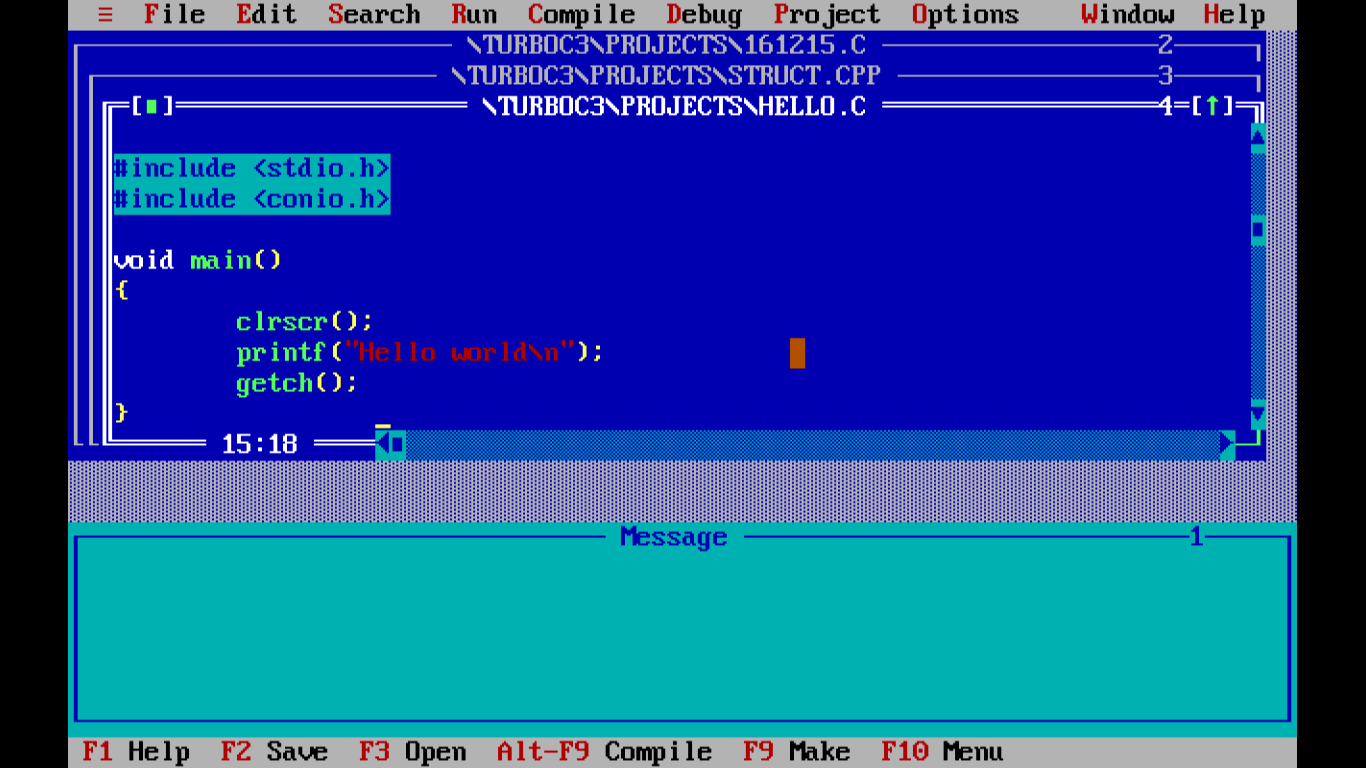 ≡ File Edit Search Run Compile Debug Project Options Window Help
\TURBOC3\PROJECTS\161215.C 2
\TURBOC3\PROJECTS\STRUCT.CPP 3
[■] \TURBOC3\PROJECTS\HELLO.C 4=[↑]
#include <stdio.h>
#include <conio.h>
void main()
{
clrscr();
printf("Hello world\n");
getch();
}
15:18
Message 1
F1 Help F2 Save F3 Open Alt-F9 Compile F9 Make F10 Menu